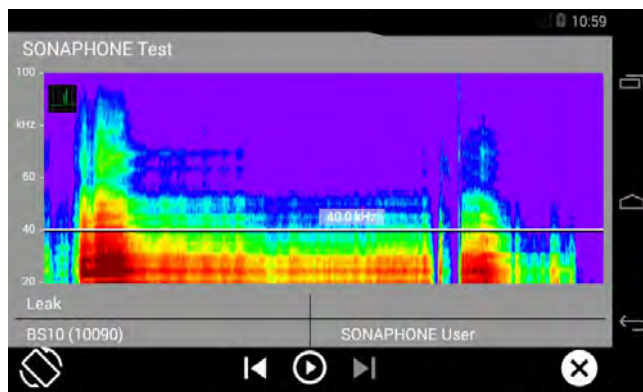 10:59
SONAPHONE Test
100
kHz
60
40.0 kHz
40
20
Leak
BS10 (10090)
SONAPHONE User